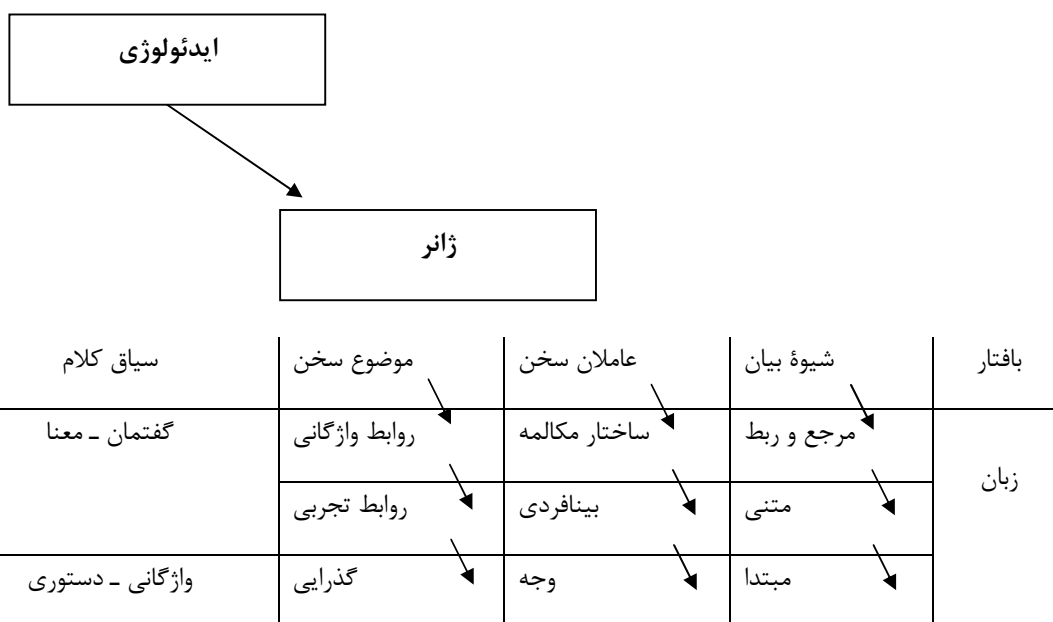 ایدئولوژی
ژانر
بافتار شیوهٔ بیان عاملان سخن موضوع سخن سیاق کلام
زبان مرجع و ربط ساختار مکالمه روابط واژگانی گفتمان ـ معنا
متنی بینافردی روابط تجربی
مبتدا وجه گذرایی واژگانی ـ دستوری